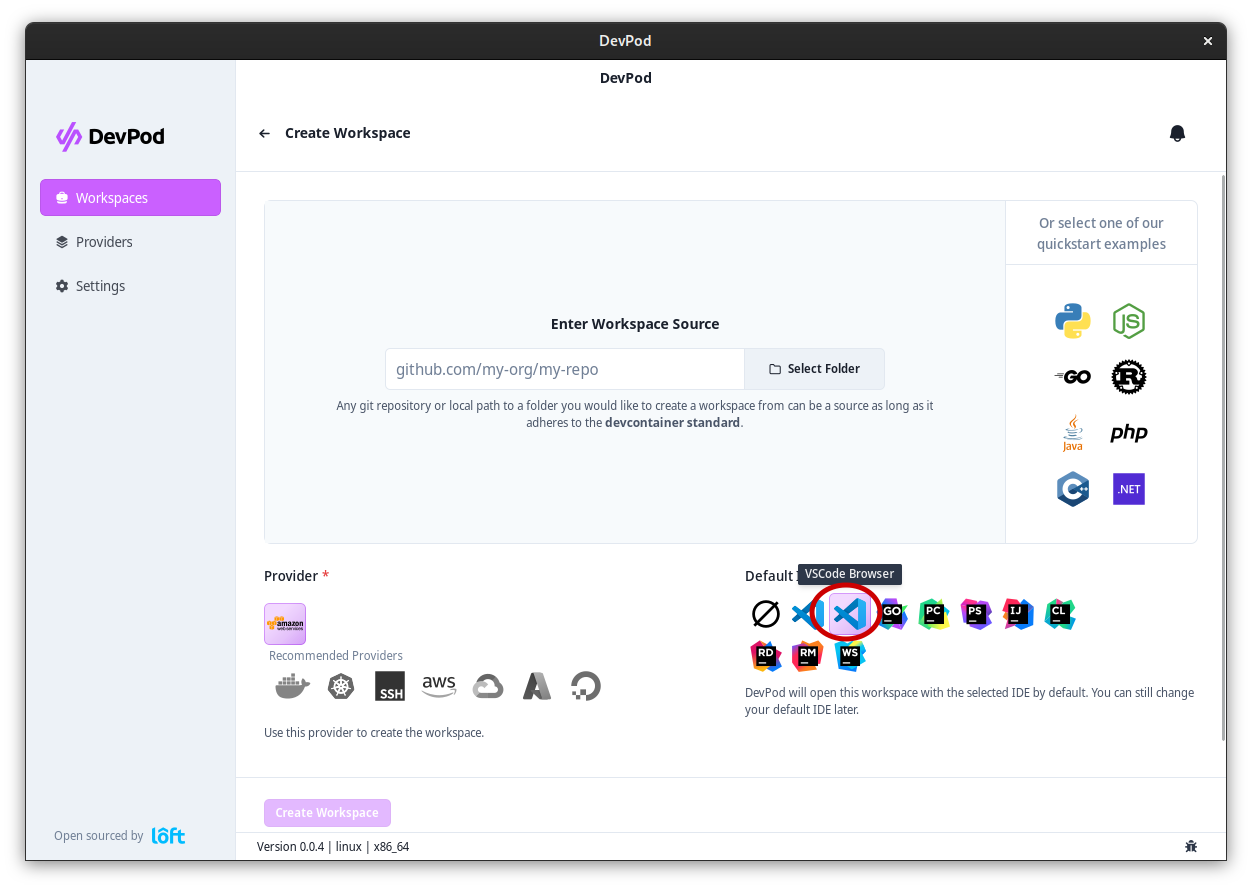 DevPod
DevPod
DevPod
Create Workspace
Workspaces
Providers
Settings
Or select one of our
quickstart examples
Enter Workspace Source
github.com/my-org/my-repo
Select Folder
Any git repository or local path to a folder you would like to create a workspace from can be a source as long as it
adheres to the devcontainer standard.
JS
GO
R
Java
php
C++
.NET
Provider *
amazon
web services
Recommended Providers
SSH
aws
Use this provider to create the workspace.
Default
VSCode Browser
GO
PC
PS
IJ
CL
RD
RM
WS
DevPod will open this workspace with the selected IDE by default. You can still change
your default IDE later.
Create Workspace
Open sourced by loft
Version 0.0.4 | linux | x86_64